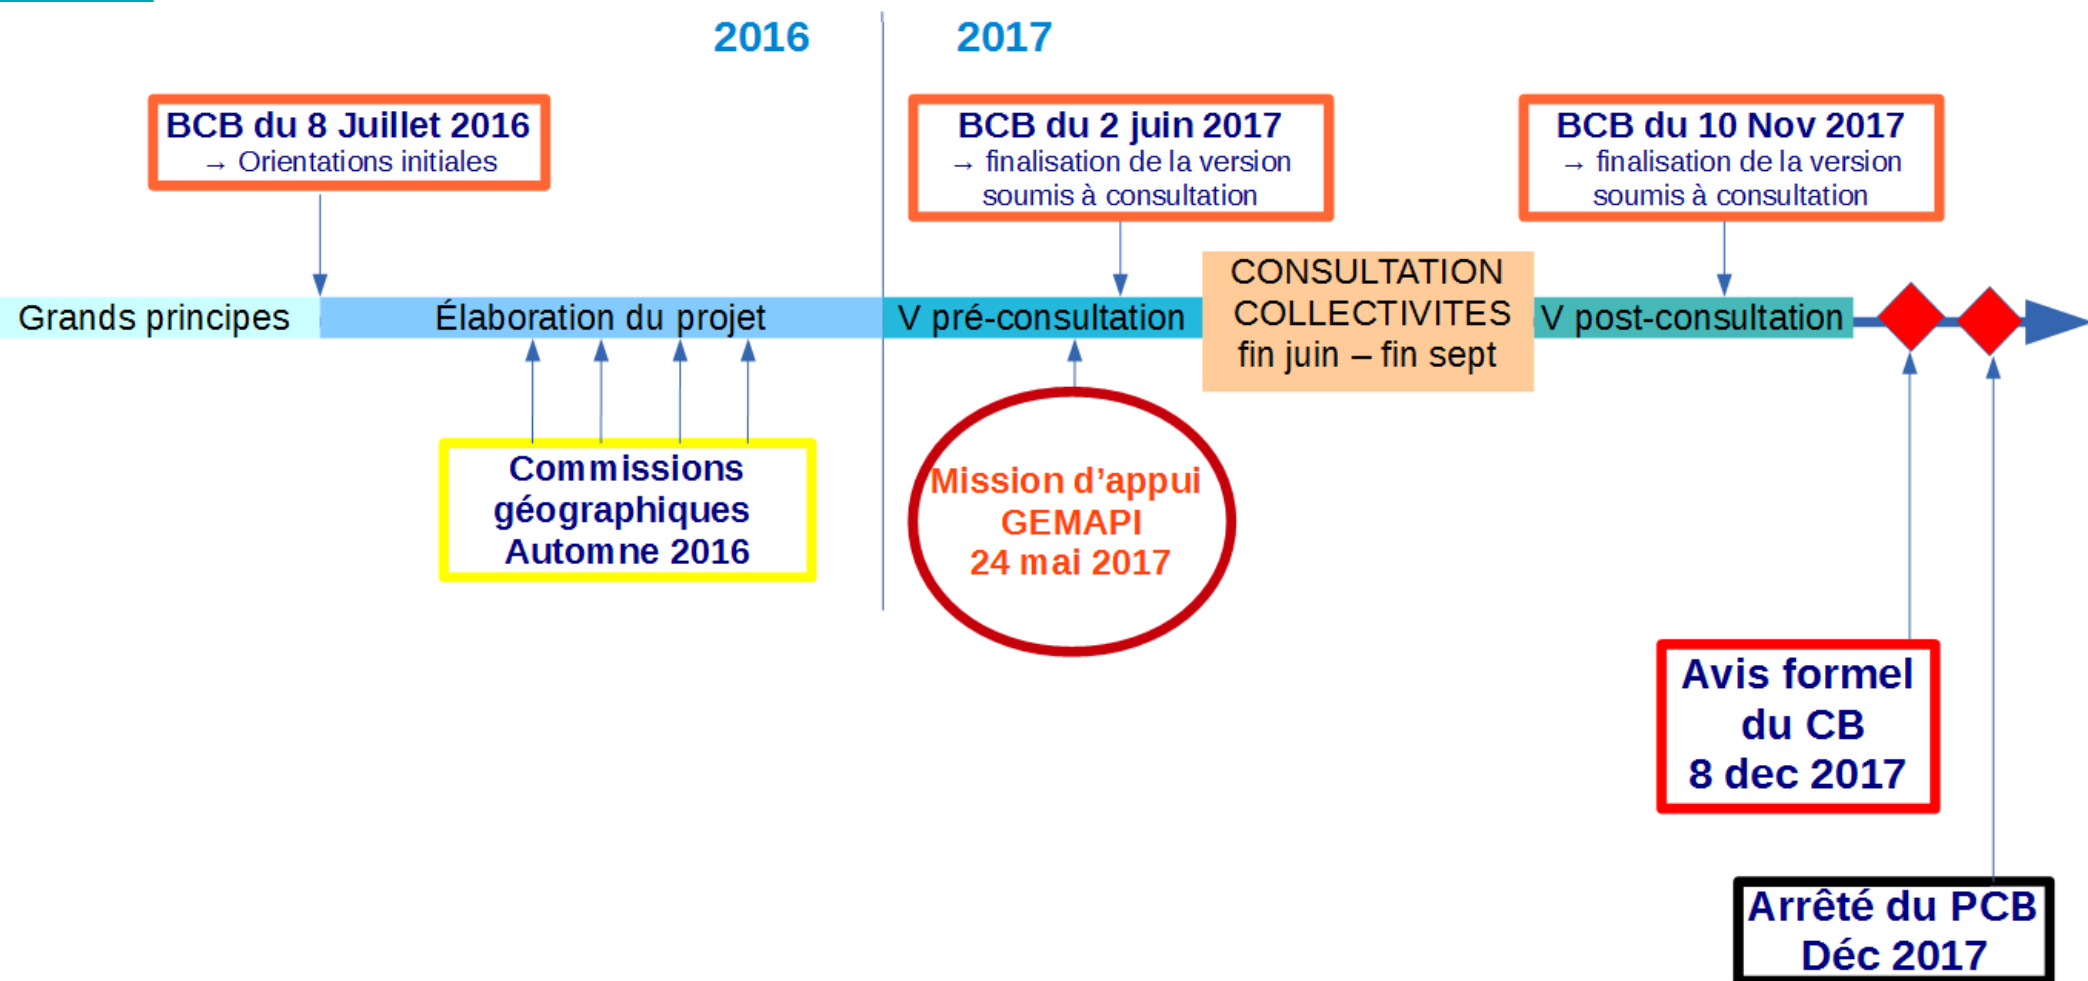 2016
2017
BCB du 8 Juillet 2016
→ Orientations initiales
BCB du 2 juin 2017
→ finalisation de la version
soumis à consultation
BCB du 10 Nov 2017
→ finalisation de la version
soumis à consultation
Grands principes
Élaboration du projet
V pré-consultation
CONSULTATION
COLLECTIVITES
fin juin – fin sept
V post-consultation
Commissions
géographiques
Automne 2016
Mission d’appui
GEMAPI
24 mai 2017
Avis formel
du CB
8 dec 2017
Arrêté du PCB
Déc 2017